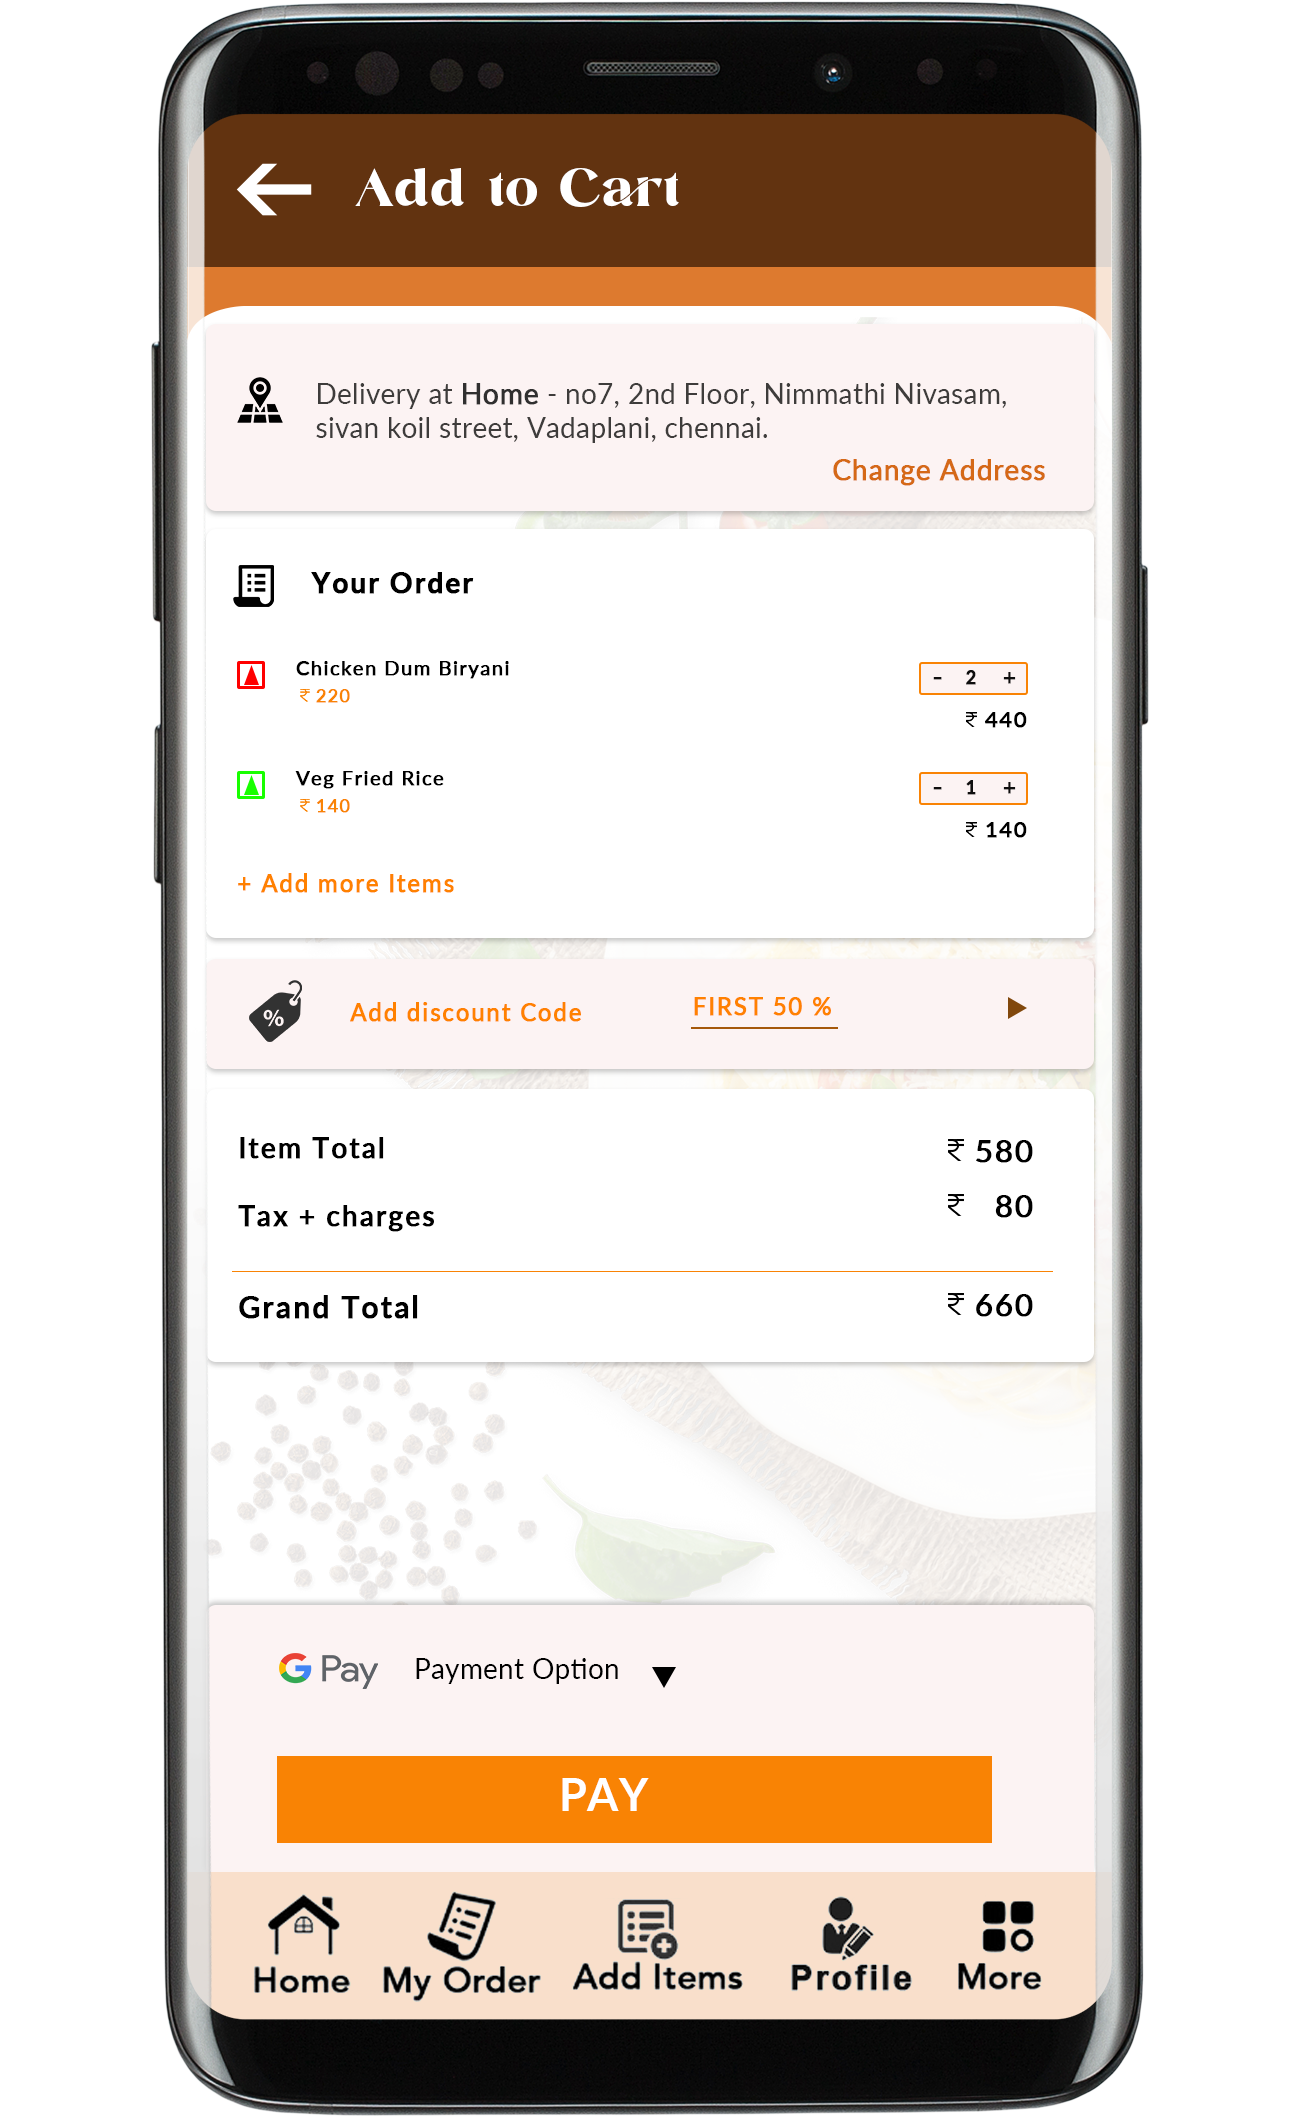 Add to Cart
Delivery at Home - no7, 2nd Floor, Nimmathi Nivasam,
sivan koil street, Vadaplani, chennai.
Change Address
Your Order
Chicken Dum Biryani
₹ 220
- 2 +
₹ 440
Veg Fried Rice
₹ 140
- 1 +
₹ 140
+ Add more Items
%
Add discount Code
FIRST 50 %
Item Total ₹ 580
Tax + charges ₹ 80
Grand Total ₹ 660
G Pay Payment Option
PAY
Home My Order Add Items Profile More